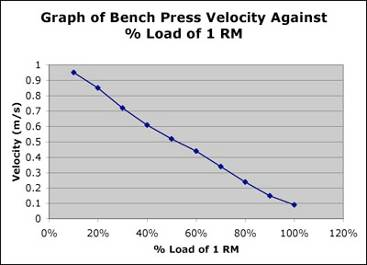 Graph of Bench Press Velocity Against
% Load of 1 RM
Velocity (m/s)
1
0.9
0.8
0.7
0.6
0.5
0.4
0.3
0.2
0.1
0
0% 20% 40% 60% 80% 100% 120%
% Load of 1 RM